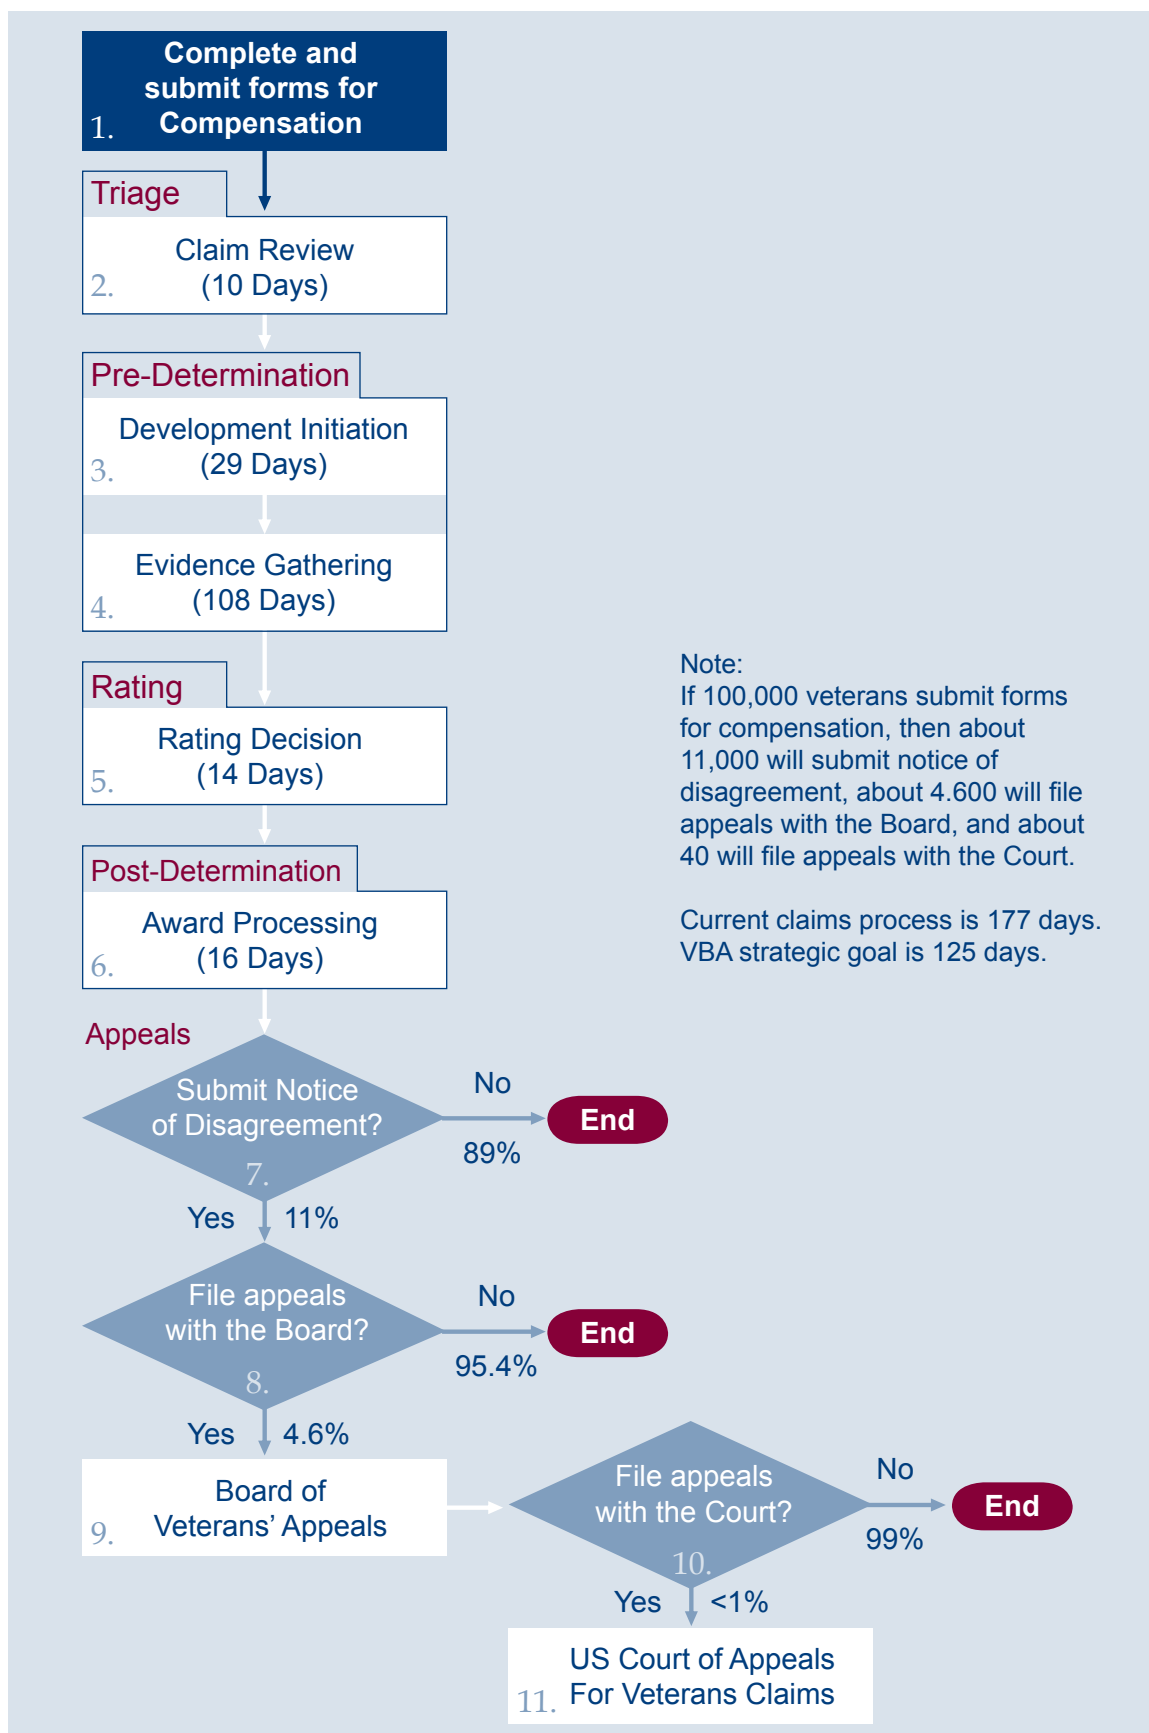 Complete and
submit forms for
1. Compensation
Triage
Claim Review
2. (10 Days)
Pre-Determination
Development Initiation
3. (29 Days)
Evidence Gathering
4. (108 Days)
Rating
Rating Decision
5. (14 Days)
Post-Determination
Award Processing
6. (16 Days)
Note:
If 100,000 veterans submit forms
for compensation, then about
11,000 will submit notice of
disagreement, about 4.600 will file
appeals with the Board, and about
40 will file appeals with the Court.
Current claims process is 177 days.
VBA strategic goal is 125 days.
Appeals
Submit Notice
of Disagreement?
7.
No
89%
End
Yes 11%
File appeals
with the Board?
8.
No
95.4%
End
Yes 4.6%
Board of
9. Veterans’ Appeals
File appeals
with the Court?
10.
No
99%
End
Yes <1%
US Court of Appeals
11. For Veterans Claims